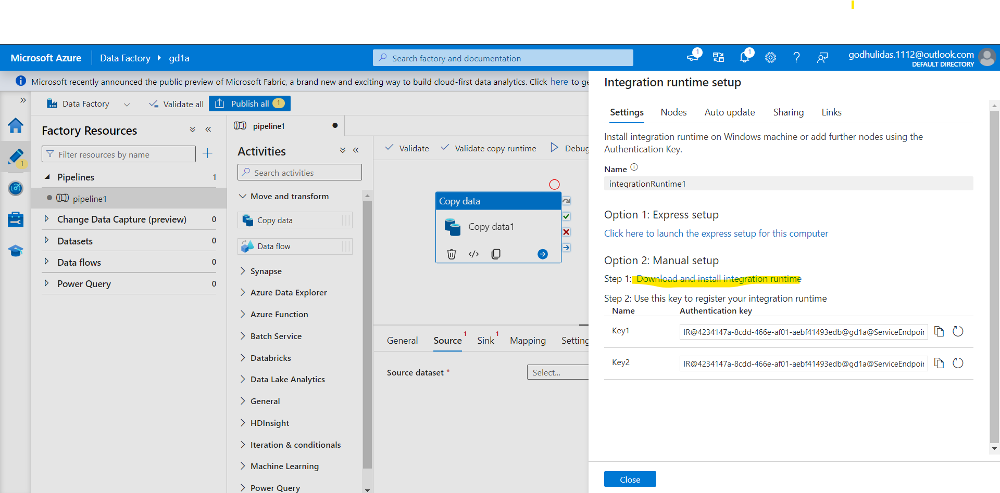 Microsoft Azure
Data Factory
gd1a
Search factory and documentation
1
1
godhulidas.1112@outlook.com
DEFAULT DIRECTORY
Microsoft recently announced the public preview of Microsoft Fabric, a brand new and exciting way to build cloud-first data analytics. Click here to ge
Data Factory
Validate all
Publish all 1
1
Factory Resources
Filter resources by name
Pipelines 1
pipeline1
Change Data Capture (preview) 0
Datasets 0
Data flows 0
Power Query 0
pipeline1
Activities
Search activities
Move and transform
Copy data
Data flow
Synapse
Azure Data Explorer
Azure Function
Batch Service
Databricks
Data Lake Analytics
General
HDInsight
Iteration & conditionals
Machine Learning
Power Query
Validate
Validate copy runtime
Debug
Copy data
Copy data1
General
Source 1
Sink 1
Mapping
Setting
Source dataset *
Select...
Integration runtime setup
Settings
Nodes
Auto update
Sharing
Links
Install integration runtime on Windows machine or add further nodes using the
Authentication Key.
Name
integrationRuntime1
Option 1: Express setup
Click here to launch the express setup for this computer
Option 2: Manual setup
Step 1: Download and install integration runtime
Step 2: Use this key to register your integration runtime
Name Authentication key
Key1 IR@4234147a-8cdd-466e-af01-aebf41493edb@gd1a@ServiceEndpoin
Key2 IR@4234147a-8cdd-466e-af01-aebf41493edb@gd1a@ServiceEndpoin
Close